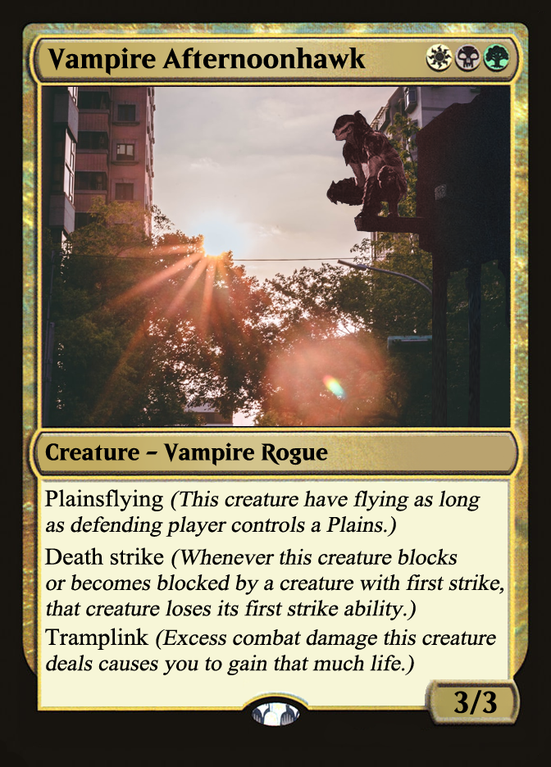 Vampire Afternoonhawk
Creature – Vampire Rogue
Plainsflying (This creature have flying as long
as defending player controls a Plains.)
Death strike (Whenever this creature blocks
or becomes blocked by a creature with first strike,
that creature loses its first strike ability.)
Tramplink (Excess combat damage this creature
deals causes you to gain that much life.)
3/3